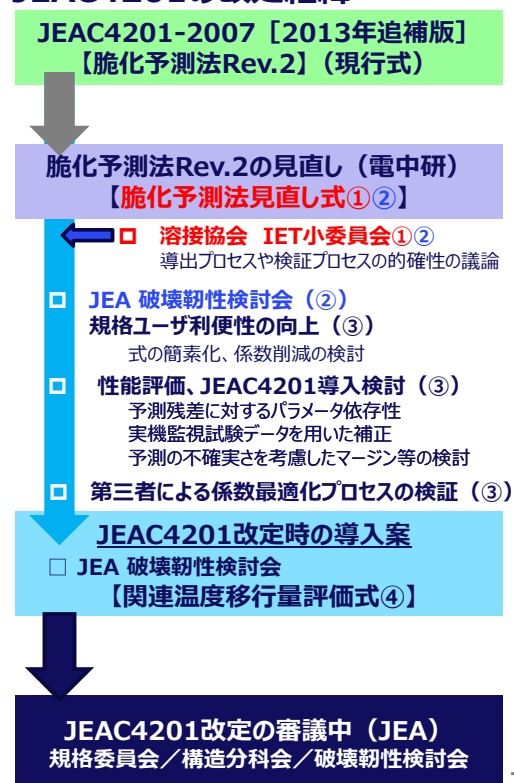 JEAC4201-2007［2013年追補版］
【脆化予測法Rev.2】（現行式）
脆化予測法Rev.2の見直し（電中研）
【脆化予測法見直し式①②】
溶接協会 IET小委員会①②
導出プロセスや検証プロセスの的確性の議論
JEA 破壊靭性検討会（②）
規格ユーザ利便性の向上（③）
式の簡素化、係数削減の検討
性能評価、JEAC4201導入検討（③）
予測残差に対するパラメータ依存性
実機監視試験データを用いた補正
予測の不確実さを考慮したマージン等の検討
第三者による係数最適化プロセスの検証（③）
JEAC4201改定時の導入案
□ JEA 破壊靭性検討会
【関連温度移行量評価式④】
JEAC4201改定の審議中（JEA）
規格委員会／構造分科会／破壊靭性検討会